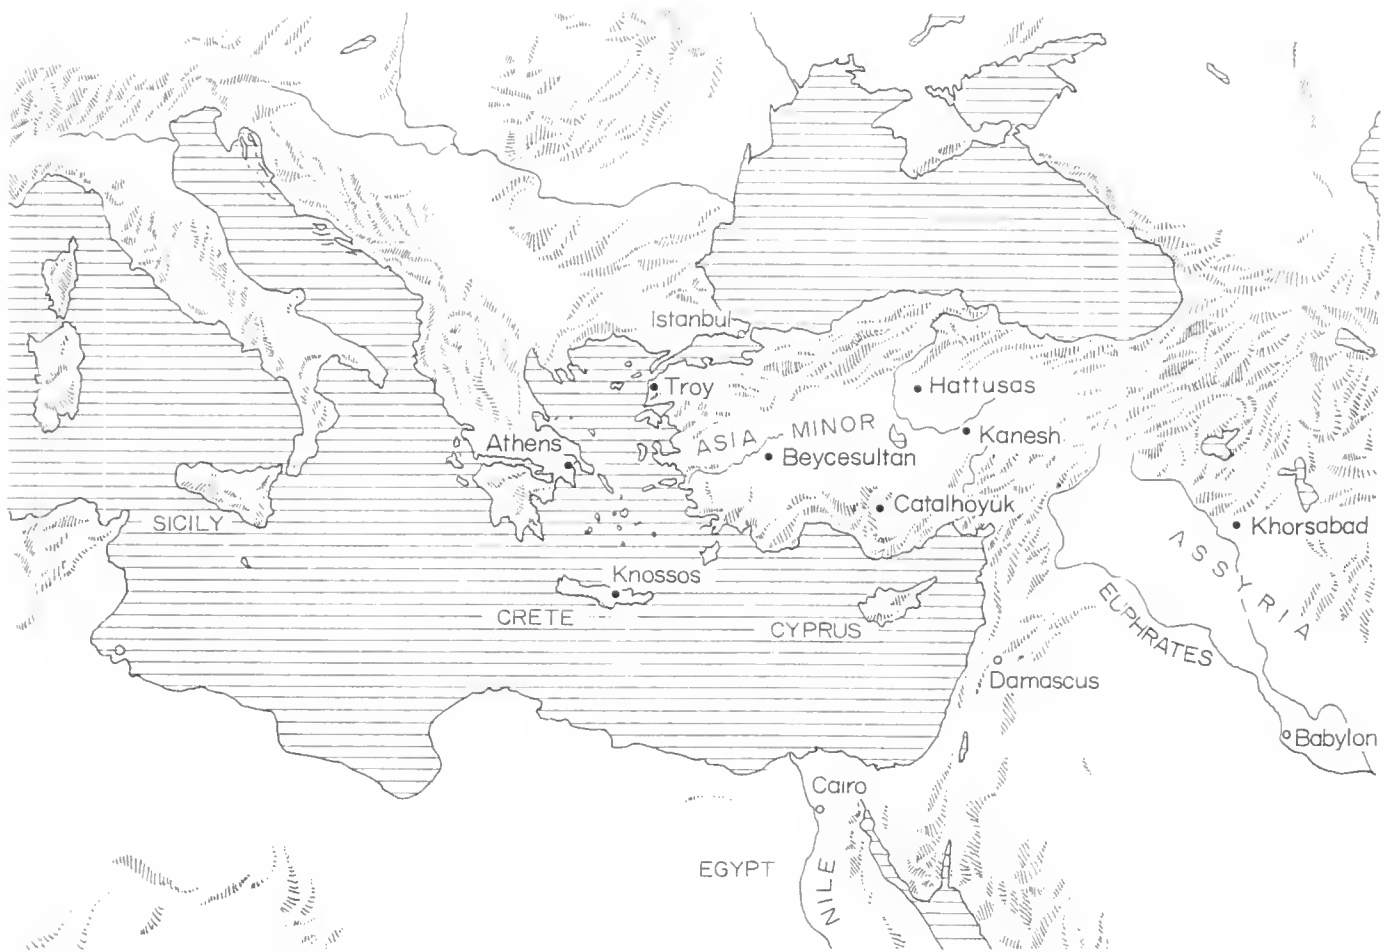 Istanbul
Troy
Hattusas
ASIA MINOR
Kanesh
Athens
Beycesultan
Catalhoyuk
SICILY
Khorsabad
ASSYRIA
Knossos
CRETE
CYPRUS
EUPHRATES
Damascus
Babylon
Cairo
EGYPT
NILE